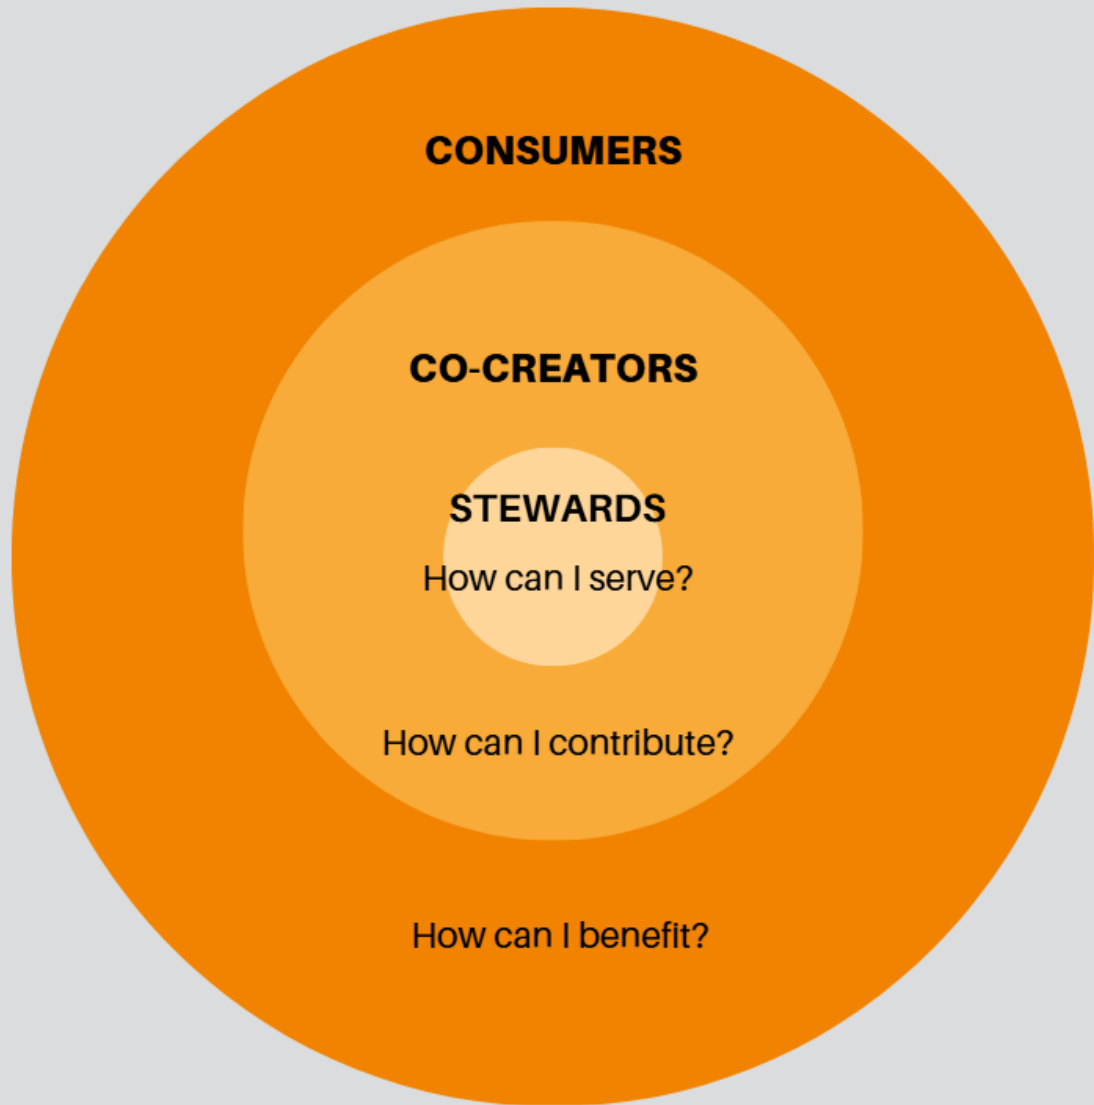 CONSUMERS
CO-CREATORS
STEWARDS
How can I serve?
How can I contribute?
How can I benefit?